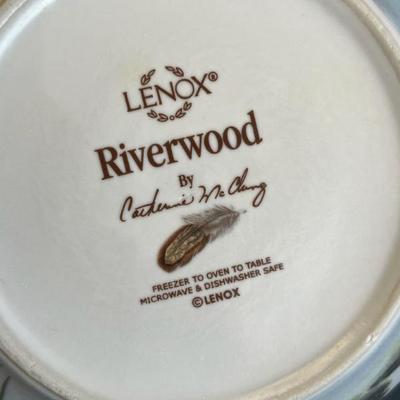 LENOX®
Riverwood
By
Catherine McClung
FREEZER TO OVEN TO TABLE
MICROWAVE & DISHWASHER SAFE
©LENOX